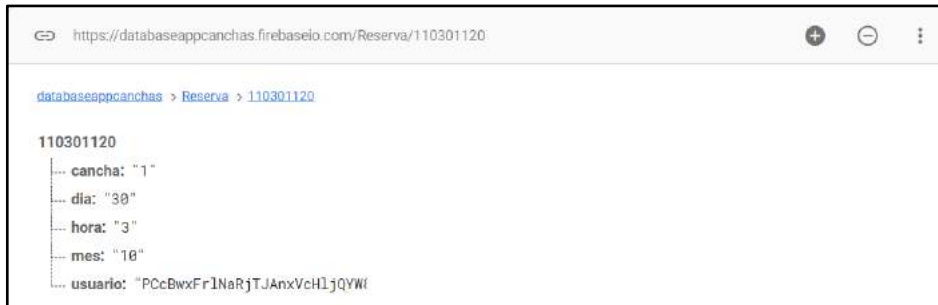 https://databaseappcanchas.firebaseio.com/Reserva/110301120
databaseappcanchas > Reserva > 110301120
110301120
cancha: "1"
dia: "30"
hora: "3"
mes: "10"
usuario: "PCcBwxFrlNaRjTJAnxVcHljQYW